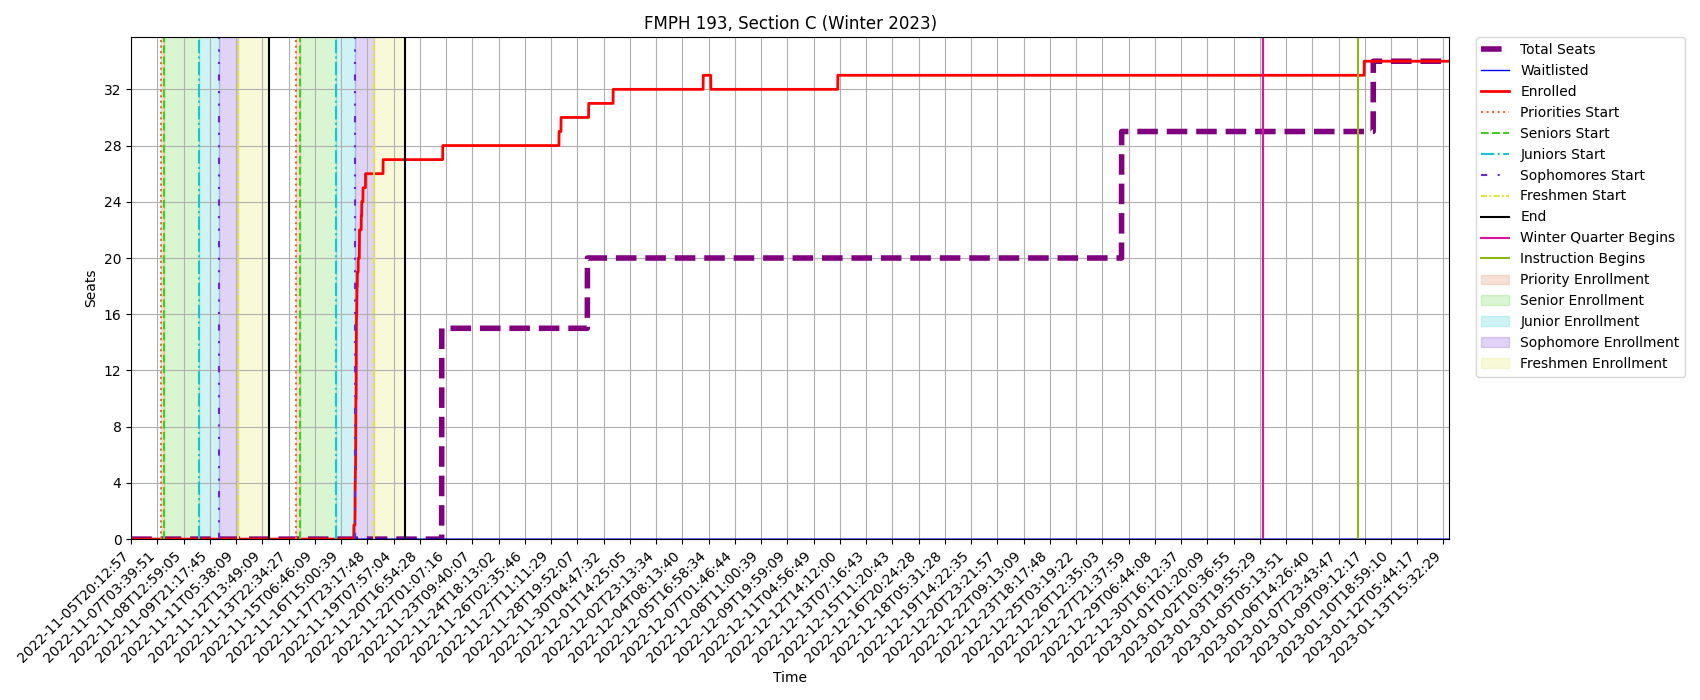 FMPH 193, Section C (Winter 2023)
Seats
32
28
24
20
16
12
8
4
0
2022-11-05T20:12:57
2022-11-07T03:39:51
2022-11-08T12:59:05
2022-11-09T21:17:45
2022-11-11T05:38:09
2022-11-12T13:49:09
2022-11-13T22:34:27
2022-11-15T06:46:09
2022-11-16T15:00:39
2022-11-17T23:17:48
2022-11-19T07:57:04
2022-11-20T16:54:28
2022-11-22T01:07:16
2022-11-23T09:40:07
2022-11-24T18:13:02
2022-11-26T02:35:46
2022-11-27T11:11:29
2022-11-28T19:52:07
2022-11-30T04:47:32
2022-12-01T14:25:05
2022-12-02T23:13:34
2022-12-04T08:13:40
2022-12-05T16:58:34
2022-12-07T01:46:44
2022-12-08T11:00:39
2022-12-09T19:59:09
2022-12-11T04:56:49
2022-12-12T14:12:00
2022-12-13T17:16:43
2022-12-15T11:20:43
2022-12-16T20:24:28
2022-12-18T05:31:28
2022-12-19T14:22:35
2022-12-20T23:21:57
2022-12-22T09:13:09
2022-12-23T18:17:48
2022-12-25T03:19:22
2022-12-26T12:35:03
2022-12-27T21:37:59
2022-12-29T06:44:08
2022-12-30T16:12:37
2023-01-01T01:20:09
2023-01-02T10:36:55
2023-01-03T19:55:29
2023-01-05T05:13:51
2023-01-06T14:26:40
2023-01-07T23:43:47
2023-01-09T09:12:17
2023-01-10T18:59:10
2023-01-12T05:44:17
2023-01-13T15:32:29
Time
Total Seats
Waitlisted
Enrolled
Priorities Start
Seniors Start
Juniors Start
Sophomores Start
Freshmen Start
End
Winter Quarter Begins
Instruction Begins
Priority Enrollment
Senior Enrollment
Junior Enrollment
Sophomore Enrollment
Freshmen Enrollment